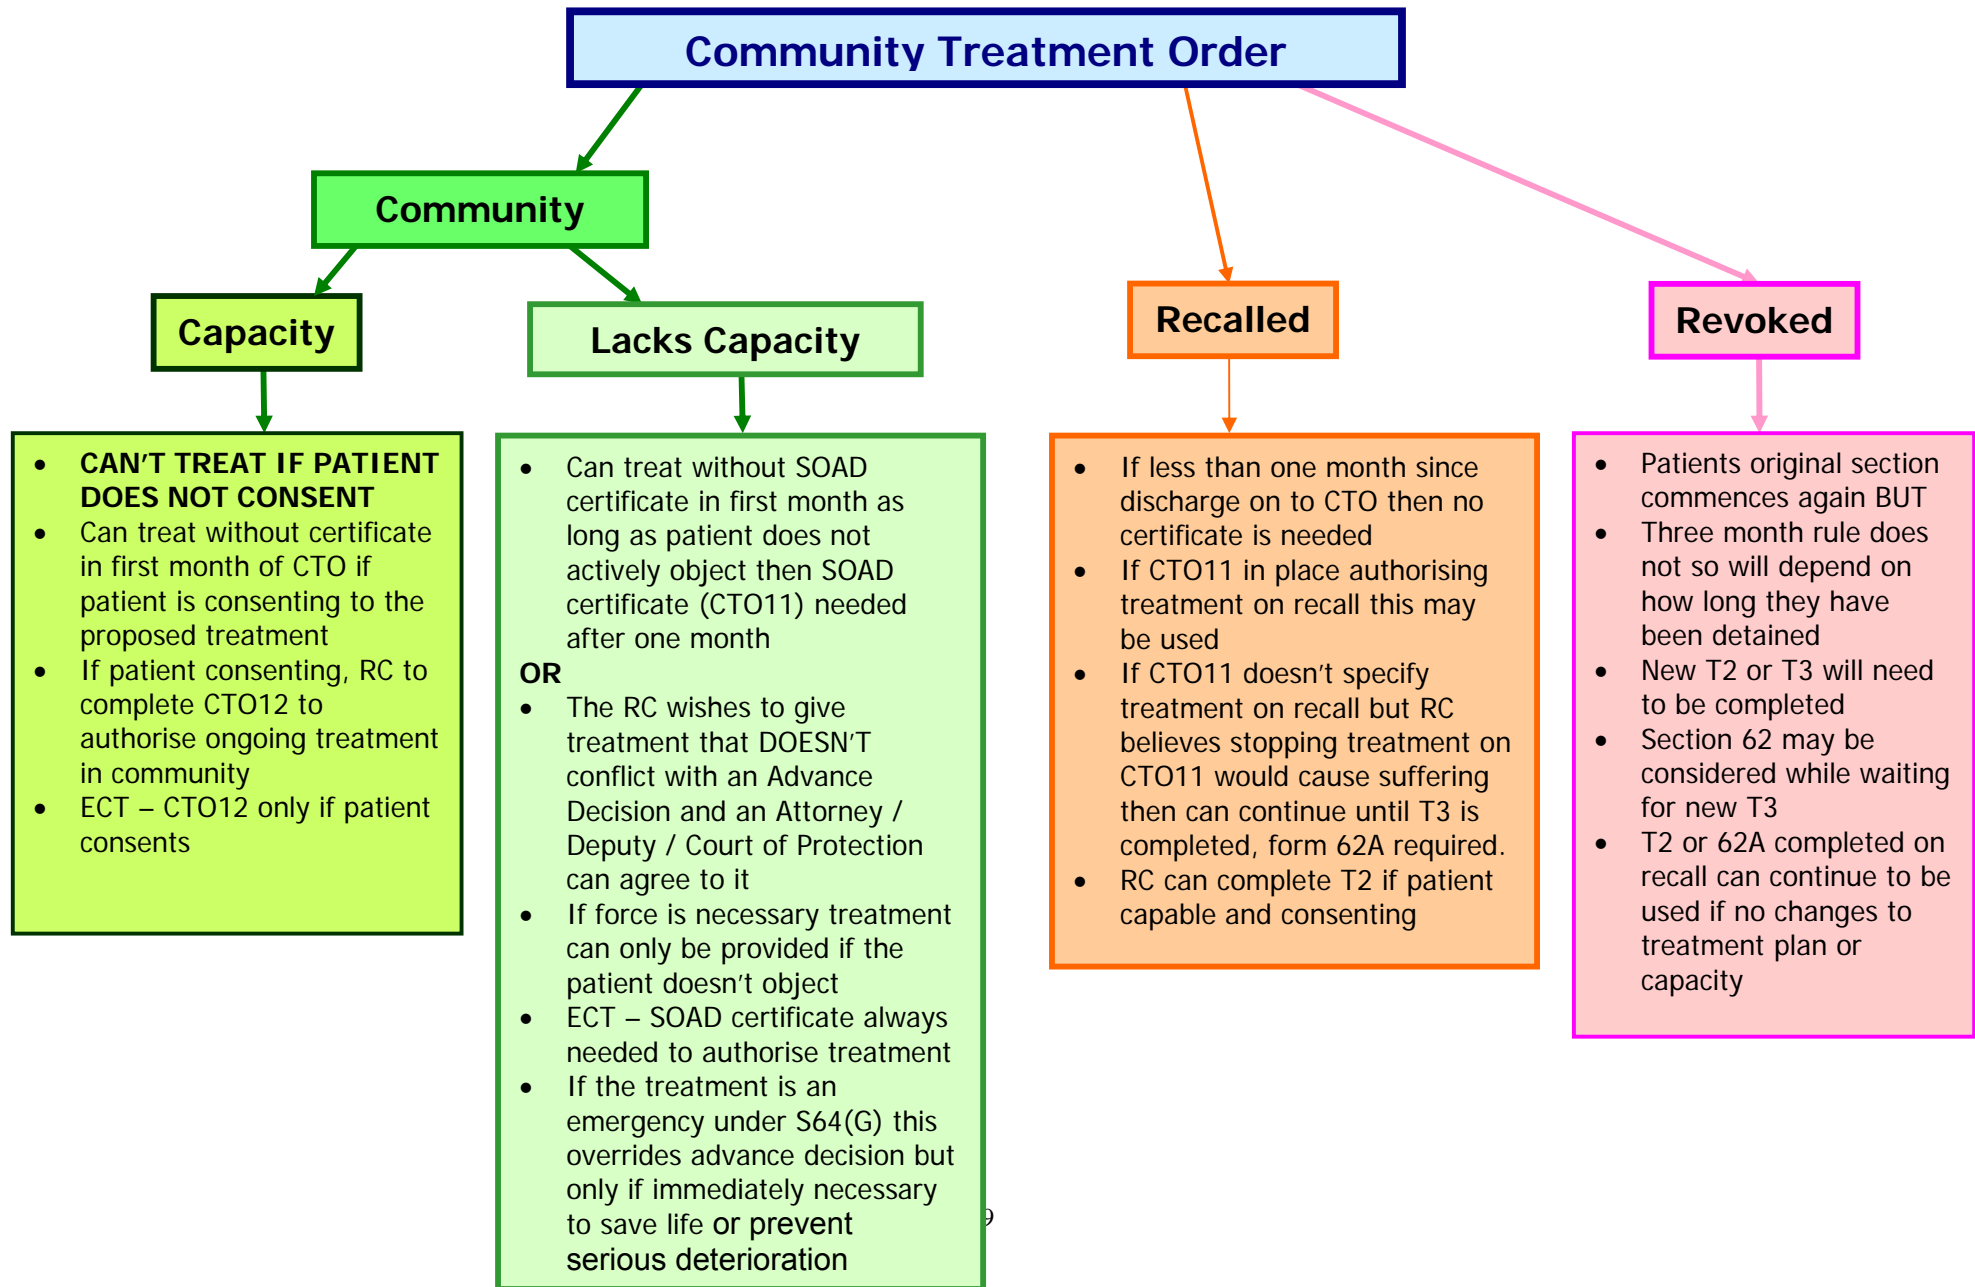 Community Treatment Order
Community
Capacity
Lacks Capacity
Recalled
Revoked
• CAN'T TREAT IF PATIENT
DOES NOT CONSENT
• Can treat without certificate
in first month of CTO if
patient is consenting to the
proposed treatment
• If patient consenting, RC to
complete CTO12 to
authorise ongoing treatment
in community
• ECT – CTO12 only if patient
consents
• Can treat without SOAD
certificate in first month as
long as patient does not
actively object then SOAD
certificate (CTO11) needed
after one month
OR
• The RC wishes to give
treatment that DOESN'T
conflict with an Advance
Decision and an Attorney /
Deputy / Court of Protection
can agree to it
• If force is necessary treatment
can only be provided if the
patient doesn't object
• ECT – SOAD certificate always
needed to authorise treatment
• If the treatment is an
emergency under S64(G) this
overrides advance decision but
only if immediately necessary
to save life or prevent
serious deterioration
• If less than one month since
discharge on to CTO then no
certificate is needed
• If CTO11 in place authorising
treatment on recall this may
be used
• If CTO11 doesn't specify
treatment on recall but RC
believes stopping treatment on
CTO11 would cause suffering
then can continue until T3 is
completed, form 62A required.
• RC can complete T2 if patient
capable and consenting
• Patients original section
commences again BUT
• Three month rule does
not so will depend on
how long they have
been detained
• New T2 or T3 will need
to be completed
• Section 62 may be
considered while waiting
for new T3
• T2 or 62A completed on
recall can continue to be
used if no changes to
treatment plan or
capacity